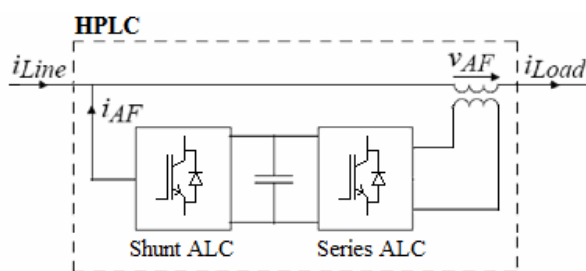 HPLC
iLine
vAF
iLoad
iAF
Shunt ALC
Series ALC